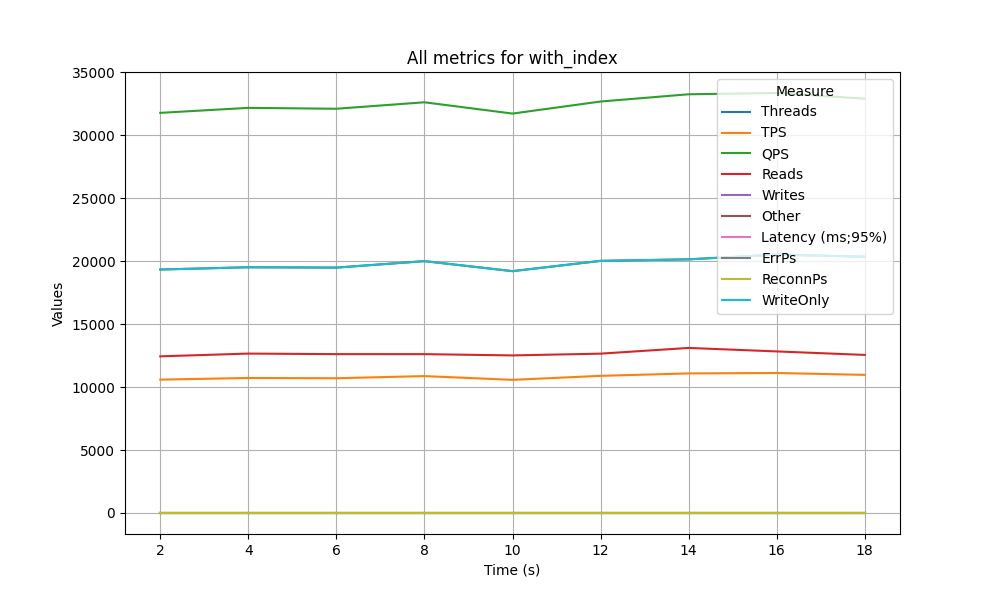 All metrics for with_index
35000
30000
25000
20000
15000
10000
5000
0
Values
2 4 6 8 10 12 14 16 18
Time (s)
Measure
Threads
TPS
QPS
Reads
Writes
Other
Latency (ms;95%)
ErrPs
ReconnPs
WriteOnly